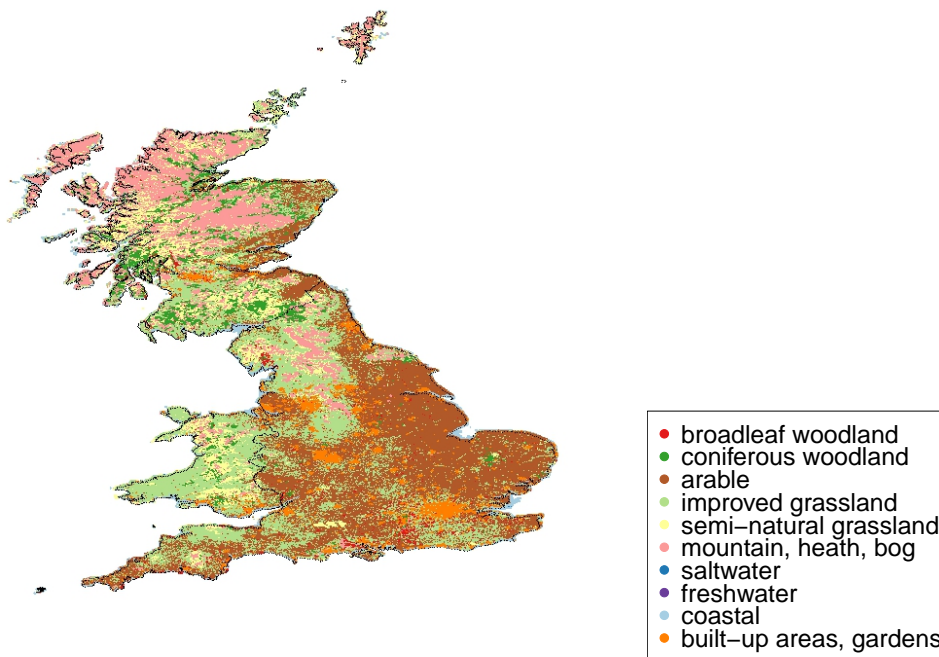 broadleaf woodland
coniferous woodland
arable
improved grassland
semi−natural grassland
mountain, heath, bog
saltwater
freshwater
coastal
built−up areas, gardens